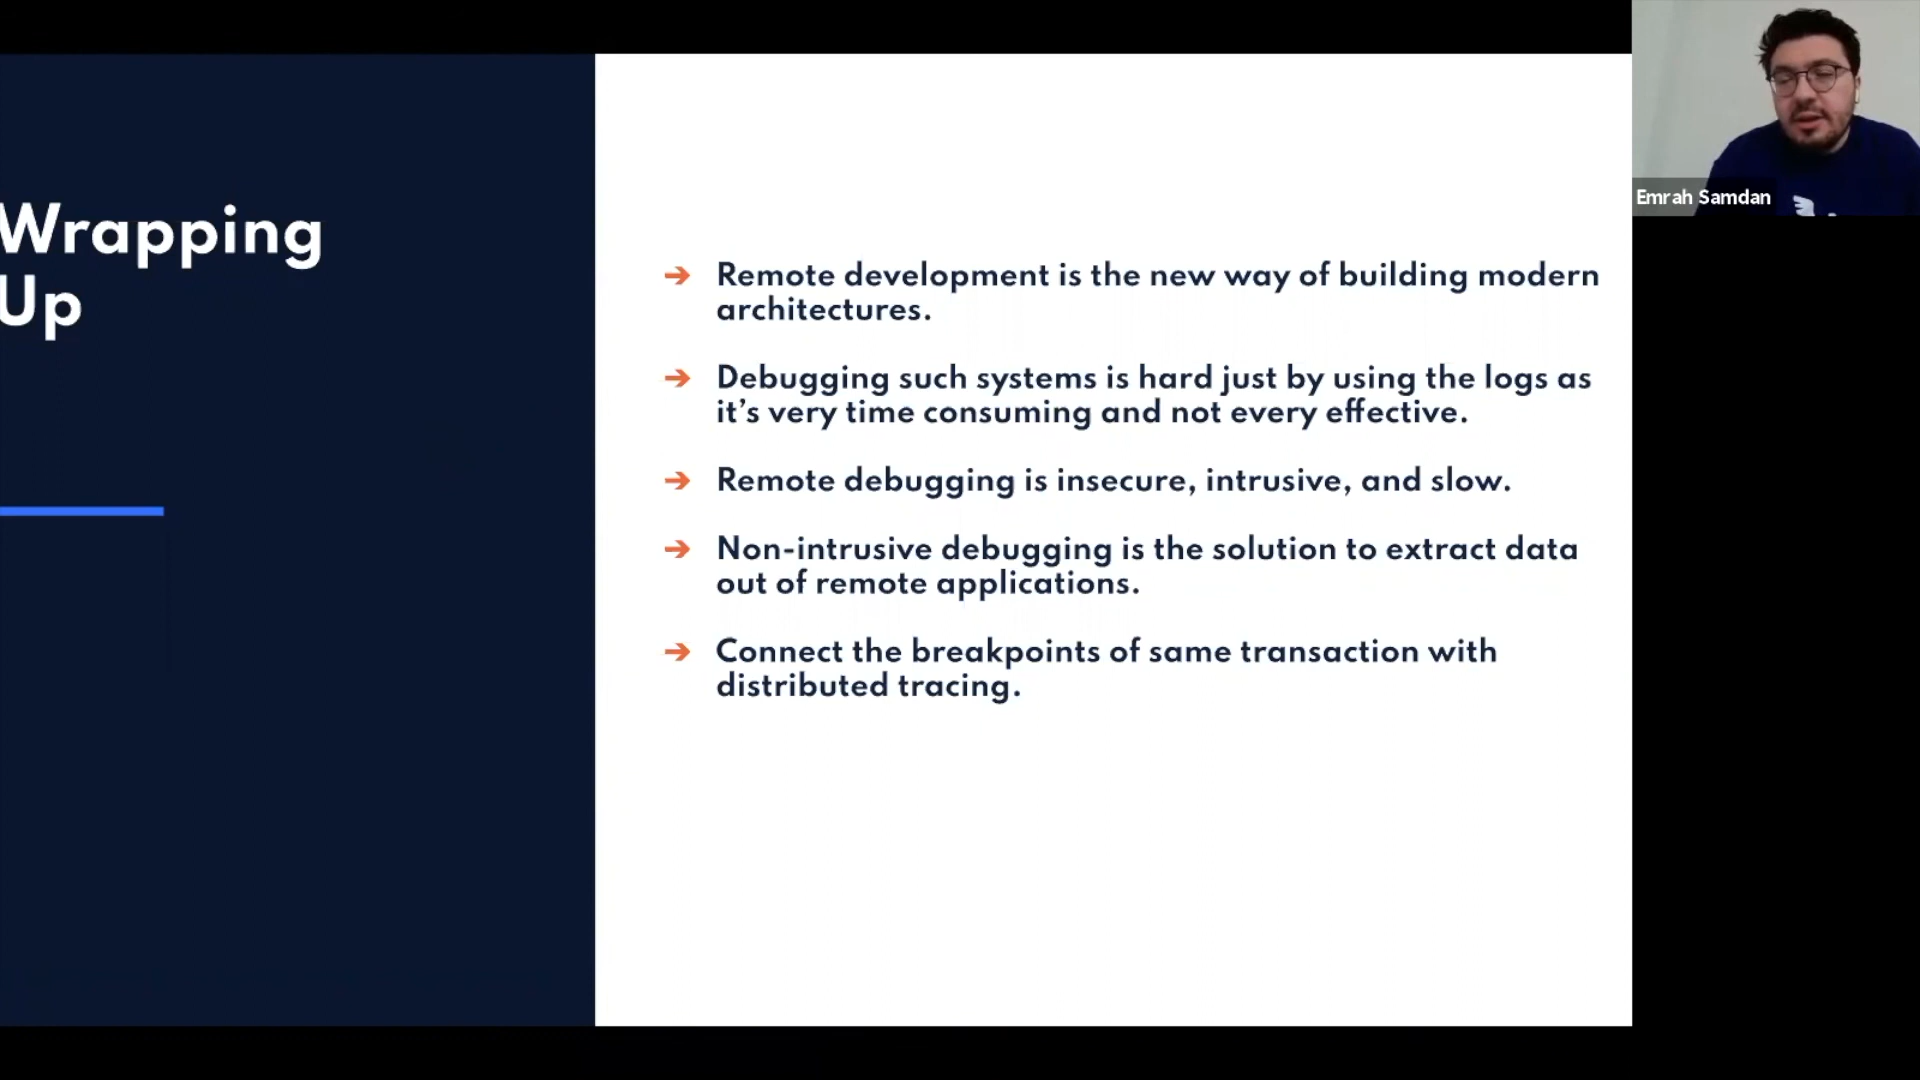 Wrapping
Up
Remote development is the new way of building modern
architectures.
Debugging such systems is hard just by using the logs as
it’s very time consuming and not every effective.
Remote debugging is insecure, intrusive, and slow.
Non-intrusive debugging is the solution to extract data
out of remote applications.
Connect the breakpoints of same transaction with
distributed tracing.
Emrah Samdan